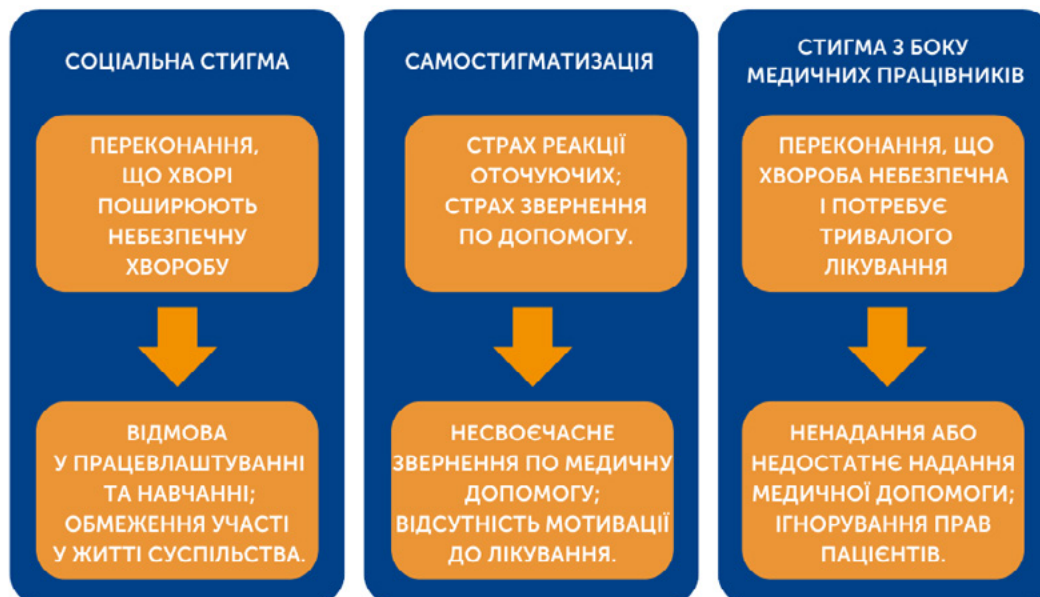 СОЦІАЛЬНА СТИГМА
ПЕРЕКОНАННЯ,
ЩО ХВОРІ
ПОШИРЮЮТЬ
НЕБЕЗПЕЧНУ
ХВОРОБУ
ВІДМОВА
У ПРАЦЕВЛАШТУВАННІ
ТА НАВЧАННІ;
ОБМЕЖЕННЯ УЧАСТІ
У ЖИТТІ СУСПІЛЬСТВА.
САМОСТИГМАТИЗАЦІЯ
СТРАХ РЕАКЦІЇ
ОТОЧУЮЧИХ;
СТРАХ ЗВЕРНЕННЯ
ПО ДОПОМОГУ.
НЕСВОЄЧАСНЕ
ЗВЕРНЕННЯ ПО МЕДИЧНУ
ДОПОМОГУ;
ВІДСУТНІСТЬ МОТИВАЦІЇ
ДО ЛІКУВАННЯ.
СТИГМА З БОКУ
МЕДИЧНИХ ПРАЦІВНИКІВ
ПЕРЕКОНАННЯ, ЩО
ХВОРОБА НЕБЕЗПЕЧНА
І ПОТРЕБУЄ
ТРИВАЛОГО
ЛІКУВАННЯ
НЕНАДАННЯ АБО
НЕДОСТАТНЄ НАДАННЯ
МЕДИЧНОЇ ДОПОМОГИ;
ІГНОРУВАННЯ ПРАВ
ПАЦІЄНТІВ.